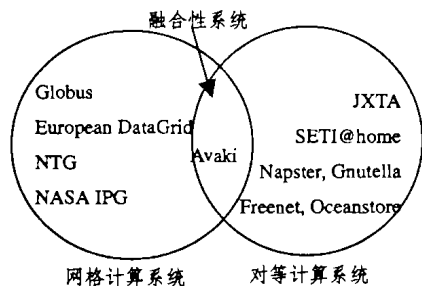 融合性系统
Globus
European DataGrid
NTG
NASA IPG
Avaki
JXTA
SETI@home
Napster, Gnutella
Freenet, Oceanstore
网格计算系统
对等计算系统